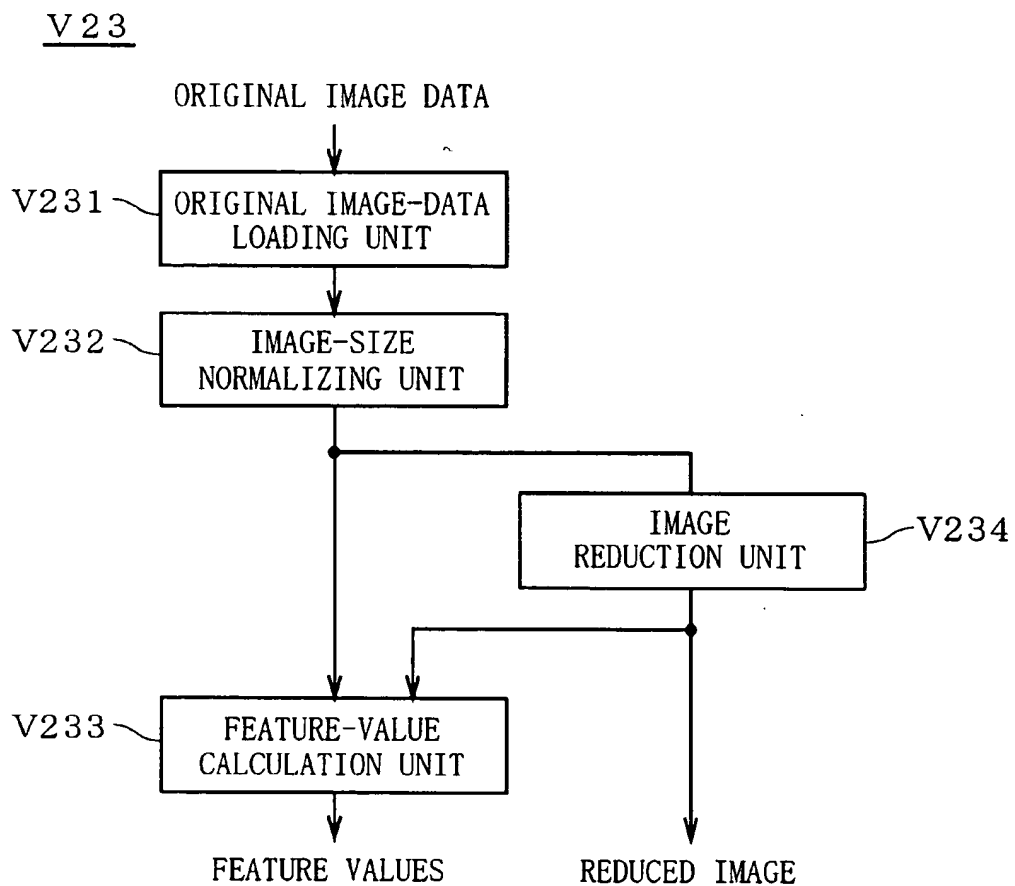 V23
ORIGINAL IMAGE DATA
V231
ORIGINAL IMAGE-DATA
LOADING UNIT
V232
IMAGE-SIZE
NORMALIZING UNIT
IMAGE
REDUCTION UNIT
V234
V233
FEATURE-VALUE
CALCULATION UNIT
FEATURE VALUES
REDUCED IMAGE